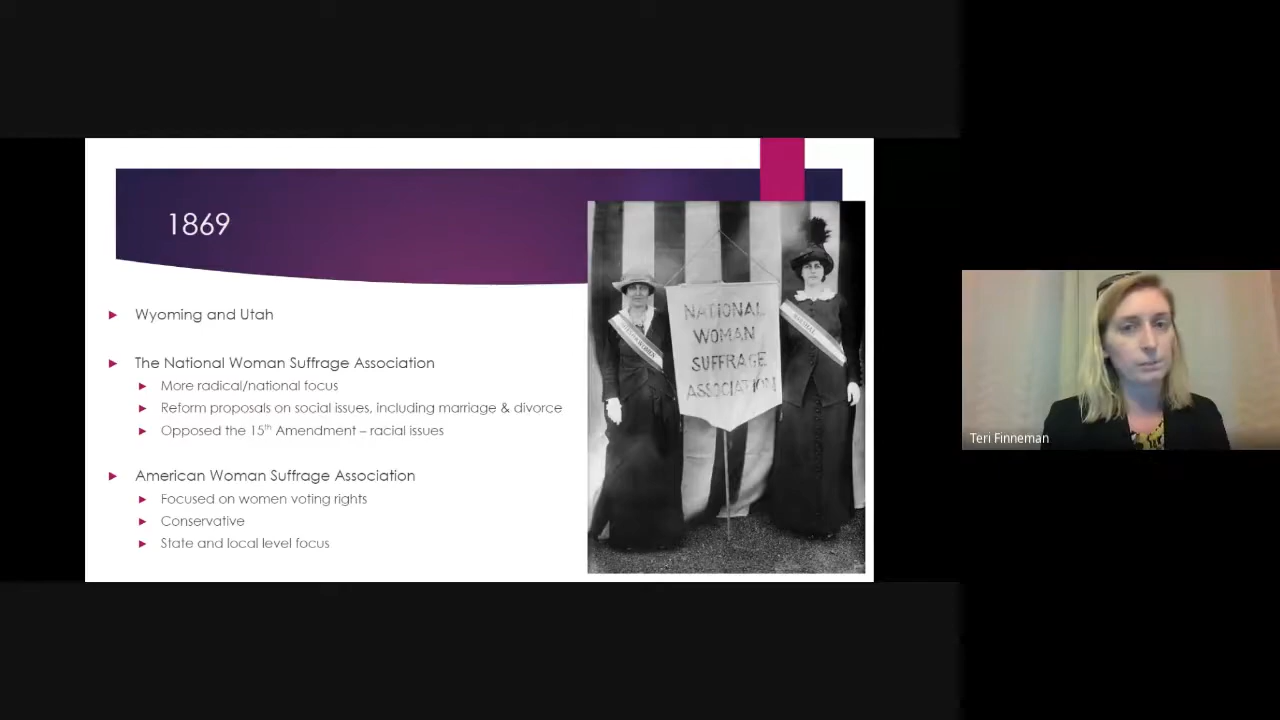 1869
Wyoming and Utah
The National Woman Suffrage Association
More radical/national focus
Reform proposals on social issues, including marriage & divorce
Opposed the 15th Amendment – racial issues
American Woman Suffrage Association
Focused on women voting rights
Conservative
State and local level focus
NATIONAL
WOMAN
SUFFRAGE
ASSOCIATION
Teri Finneman